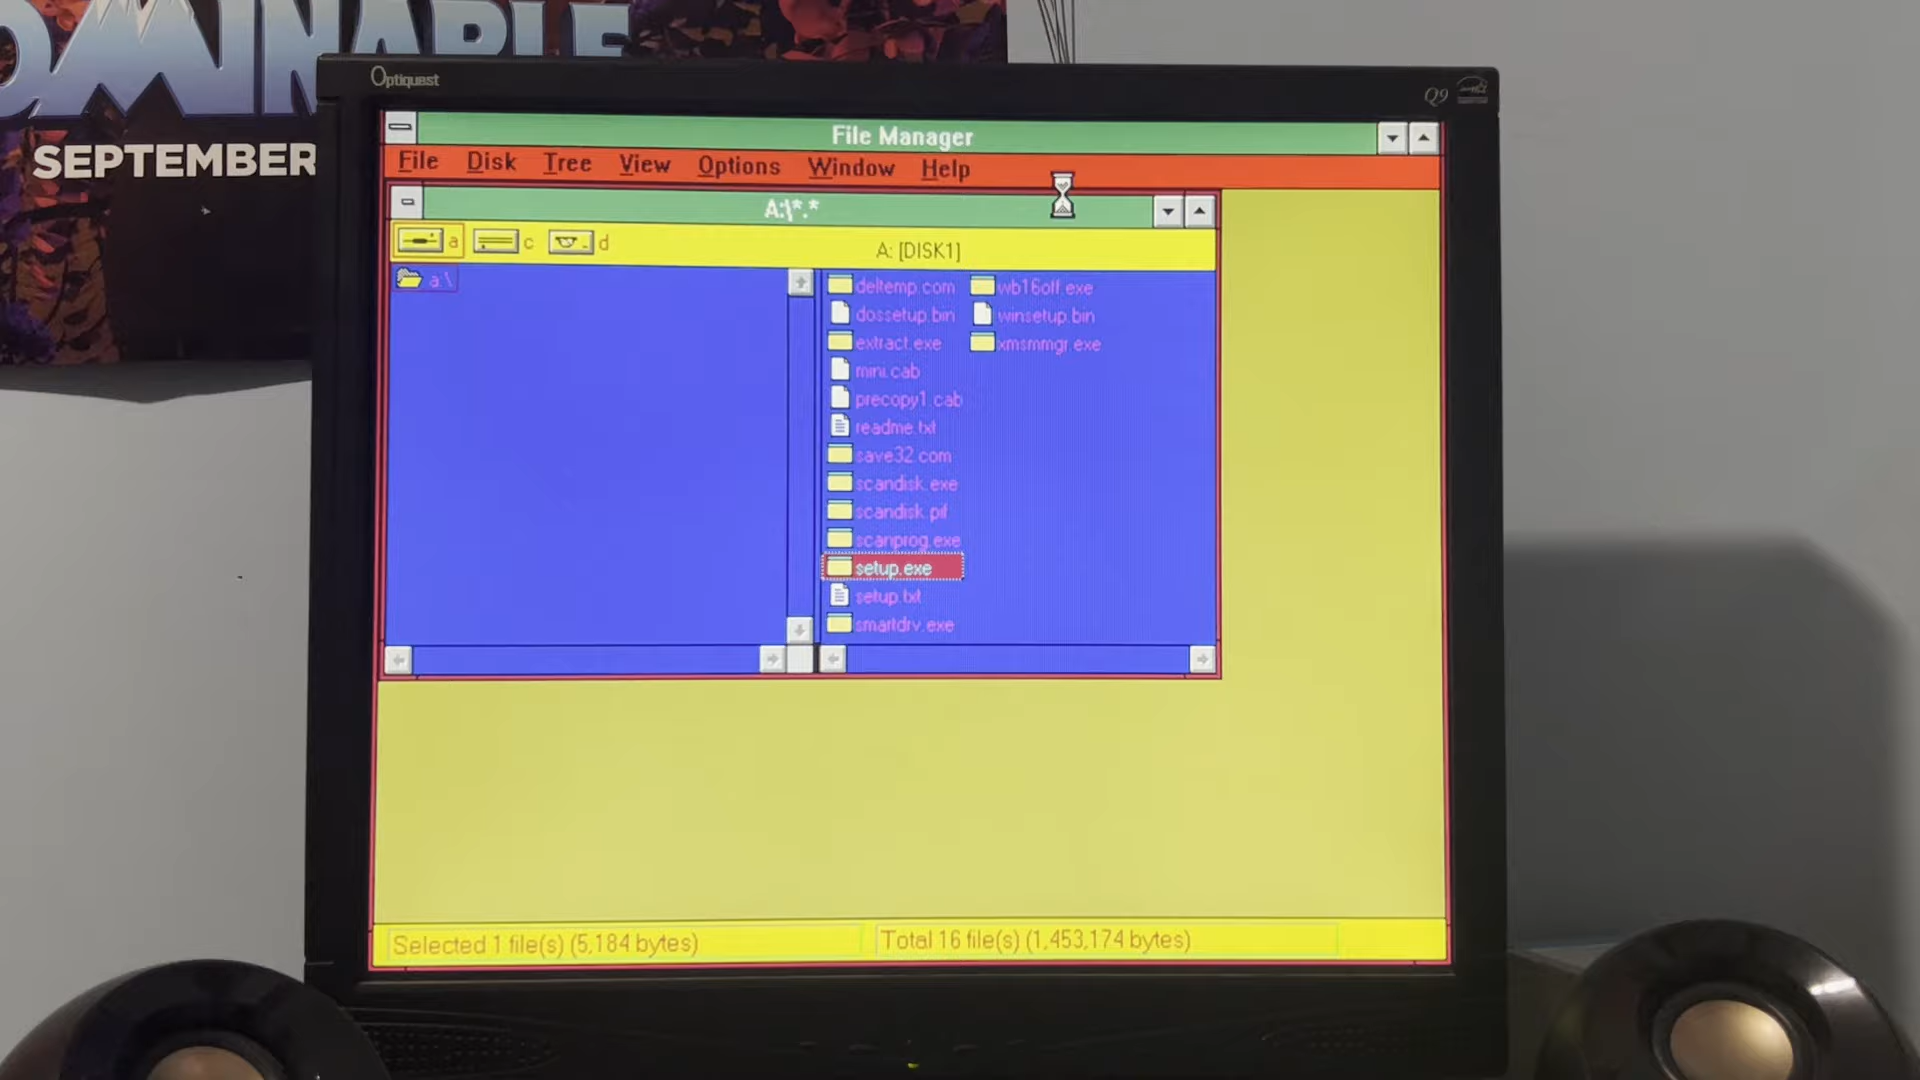 OMINABLE
SEPTEMBER
Optiquest
Q9
File Manager
File Disk Tree View Options Window Help
A:\*.*
a c d
A: [DISK1]
a:\
deltemp.com
dossetup.bin
extract.exe
mini.cab
precopy1.cab
readme.txt
save32.com
scandisk.exe
scandisk.pif
scanprog.exe
setup.exe
setup.txt
smartdrv.exe
wb16off.exe
winsetup.bin
xmsmmgr.exe
Selected 1 file(s) (5,184 bytes)
Total 16 file(s) (1,453,174 bytes)